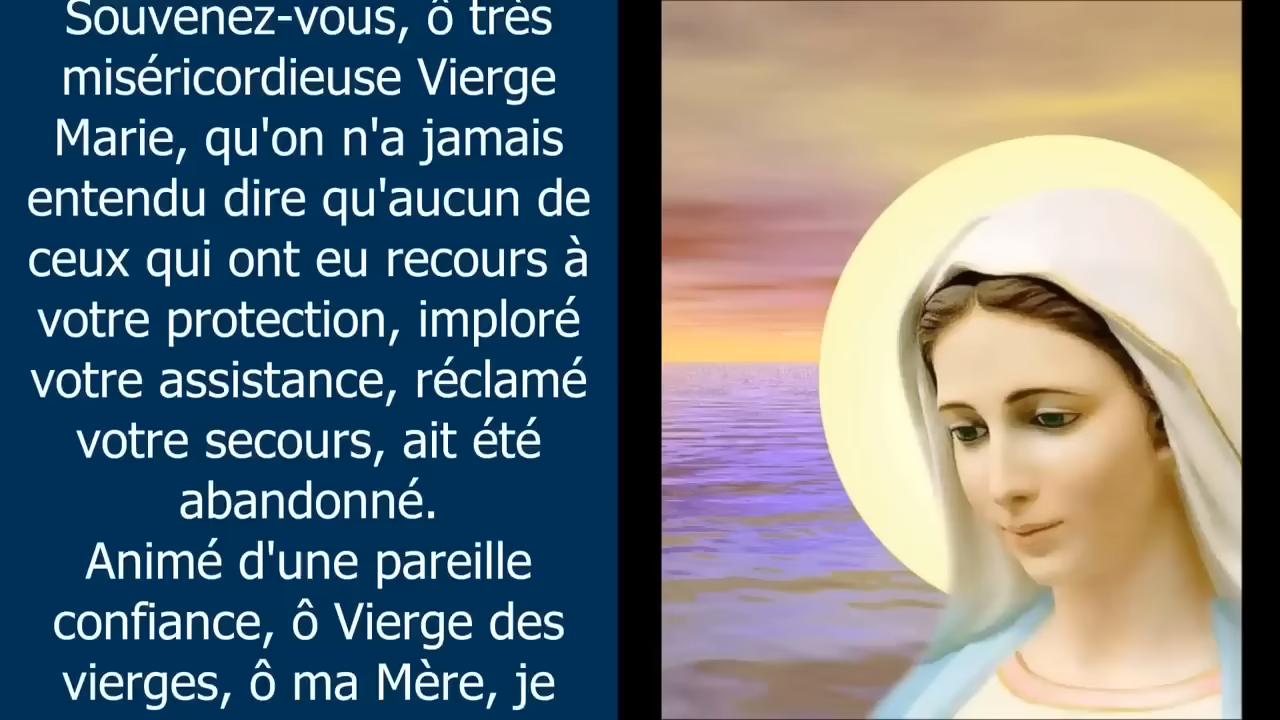 Souvenez-vous, ô très
miséricordieuse Vierge
Marie, qu'on n'a jamais
entendu dire qu'aucun de
ceux qui ont eu recours à
votre protection, imploré
votre assistance, réclamé
votre secours, ait été
abandonné.
Animé d'une pareille
confiance, ô Vierge des
vierges, ô ma Mère, je